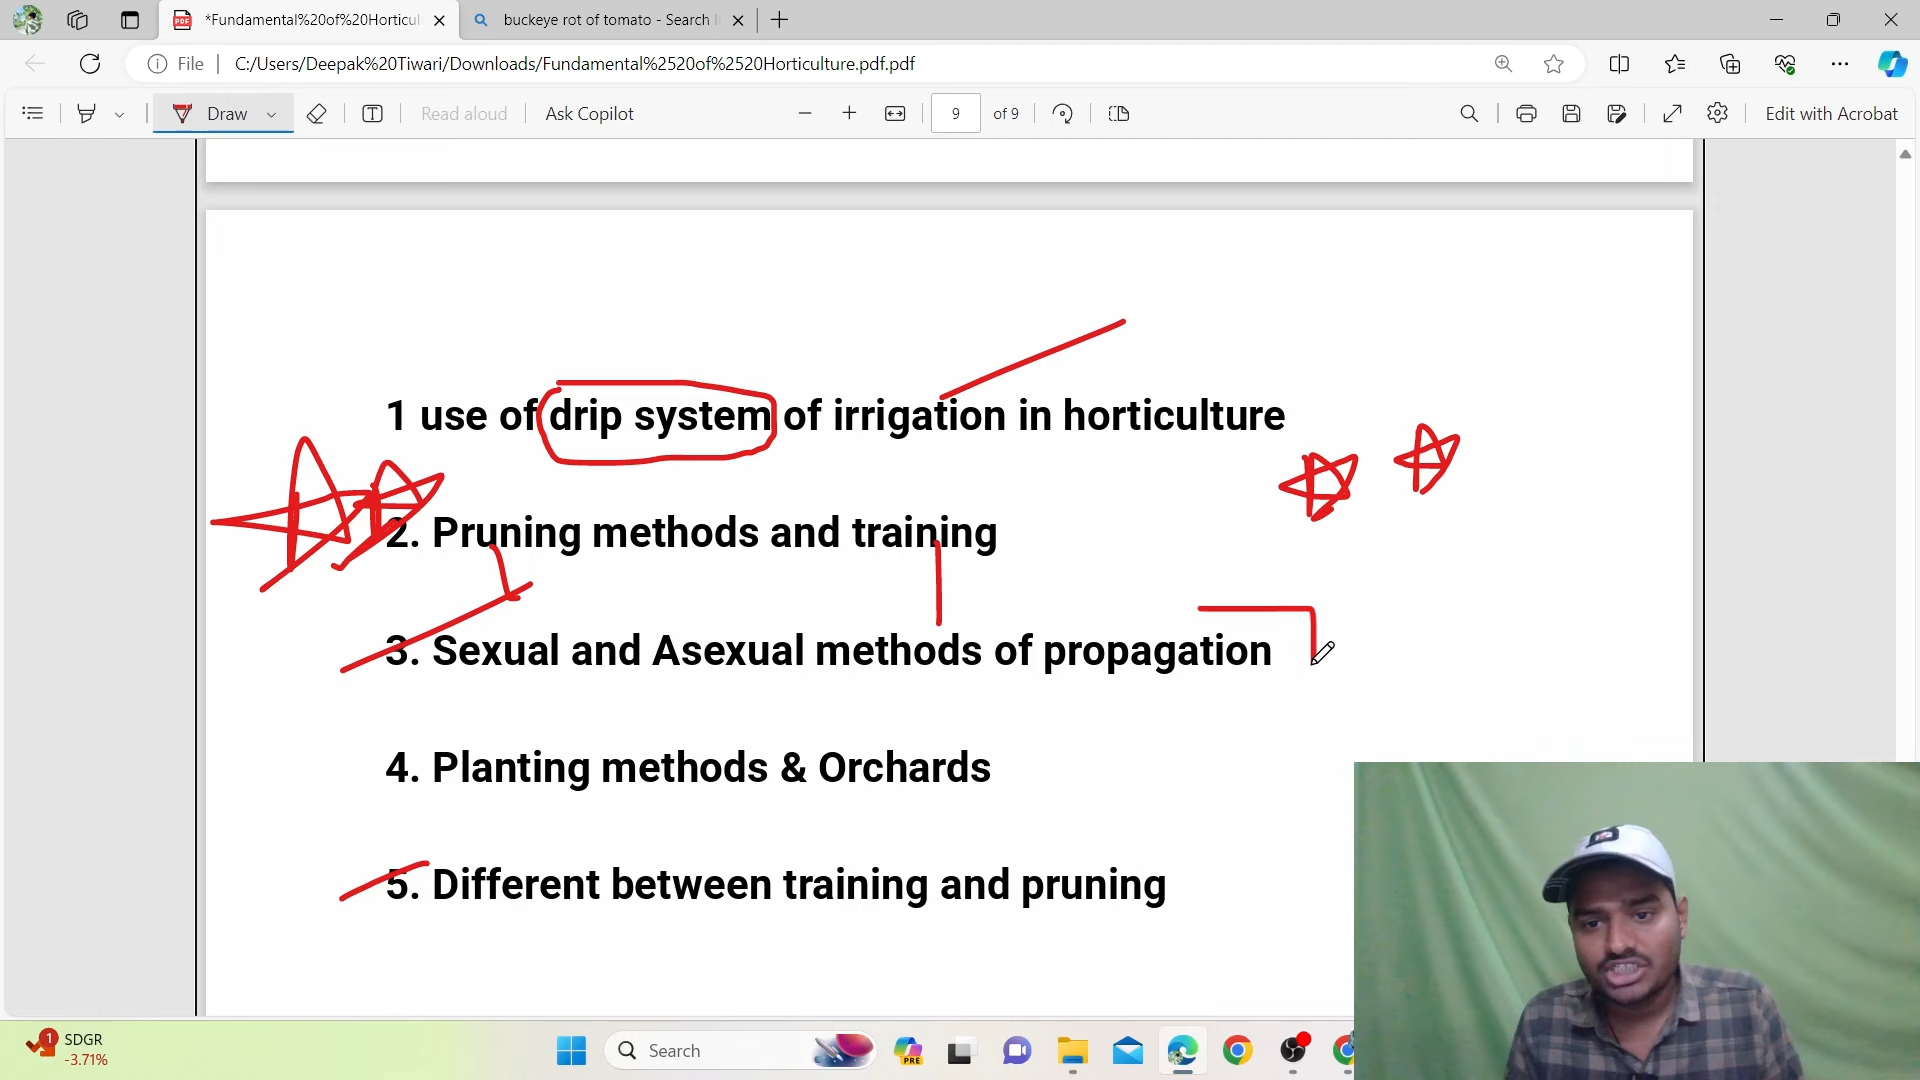 *Fundamental%20of%20Horticul
buckeye rot of tomato - Search
File
C:/Users/Deepak%20Tiwari/Downloads/Fundamental%2520of%2520Horticulture.pdf.pdf
Draw
Read aloud
Ask Copilot
9 of 9
Edit with Acrobat
1 use of drip system of irrigation in horticulture
2. Pruning methods and training
3. Sexual and Asexual methods of propagation
4. Planting methods & Orchards
5. Different between training and pruning
1
SDGR
-3.71%
Search
PRE